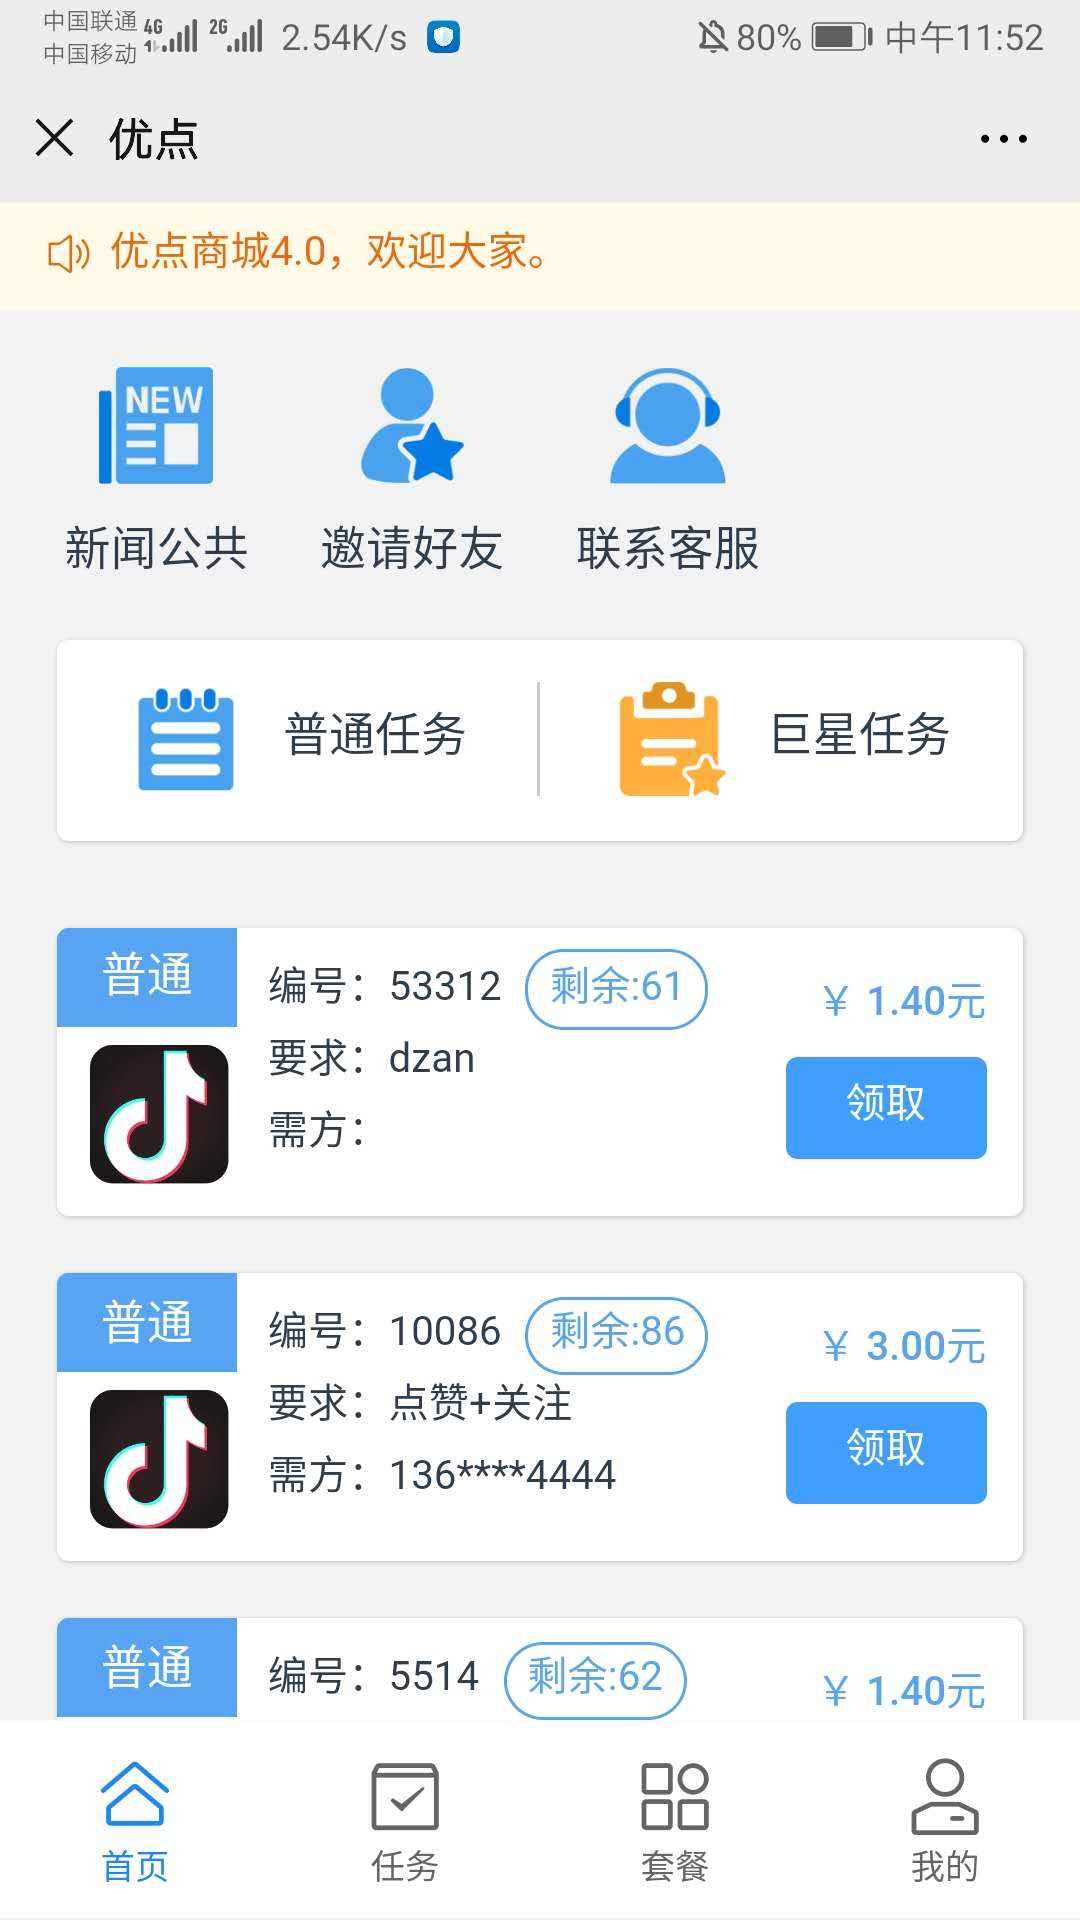 中国联通 4G 2G 2.54K/s 80% 中午11:52
中国移动
优点
优点商城4.0，欢迎大家。
NEW
新闻公共 邀请好友 联系客服
普通任务 巨星任务
普通
编号：53312 剩余:61
¥ 1.40元
要求：dzan
领取
需方：
普通
编号：10086 剩余:86
¥ 3.00元
要求：点赞+关注
领取
需方：136****4444
普通
编号：5514 剩余:62
¥ 1.40元
首页 任务 套餐 我的